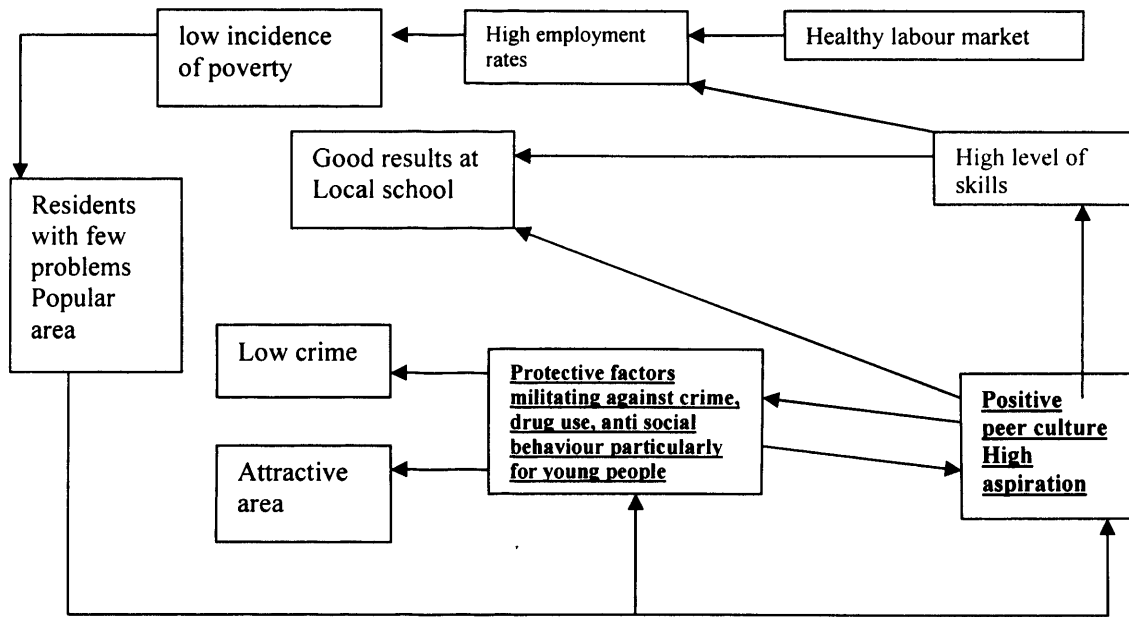 low incidence
of poverty
High employment
rates
Healthy labour market
Good results at
Local school
High level of
skills
Residents
with few
problems
Popular
area
Low crime
Protective factors
militating against crime,
drug use, anti social
behaviour particularly
for young people
Positive
peer culture
High
aspiration
Attractive
area